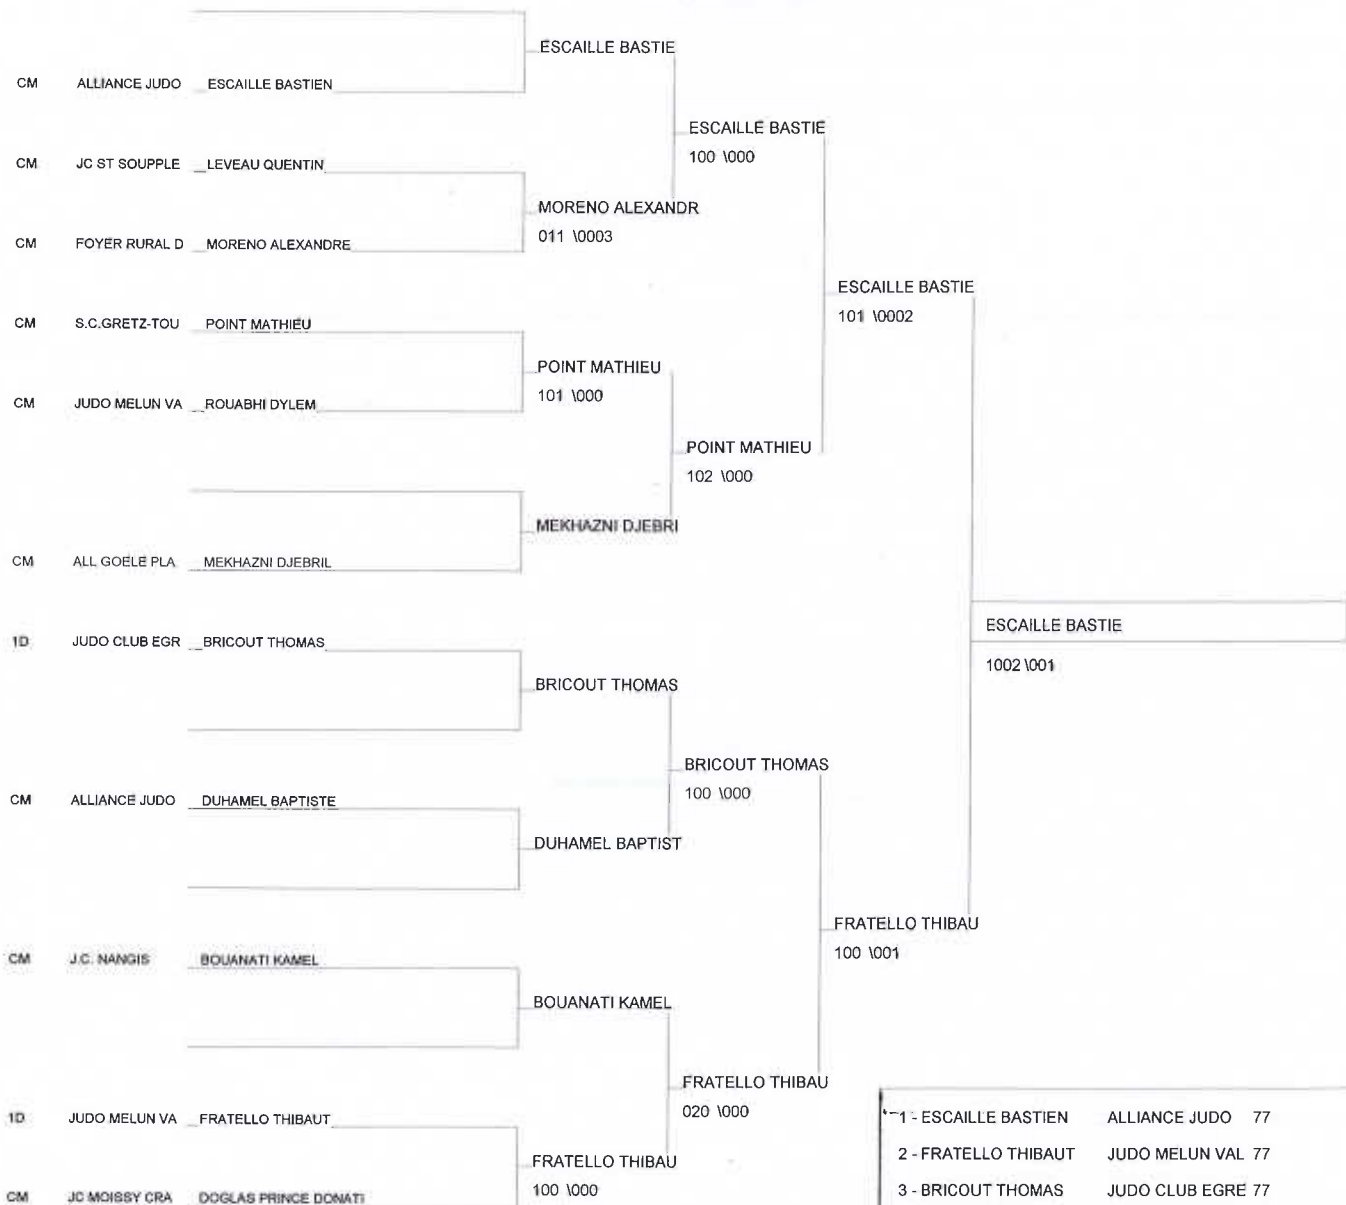 ESCAILLE BASTIE
CM ALLIANCE JUDO ESCAILLE BASTIEN
ESCAILLE BASTIE
100 \000
CM JC ST SOUPPLE LEVEAU QUENTIN
MORENO ALEXANDR
011 \0003
CM FOYER RURAL D MORENO ALEXANDRE
ESCAILLE BASTIE
101 \0002
CM S.C.GRETZ-TOU POINT MATHIEU
POINT MATHIEU
101 \000
CM JUDO MELUN VA ROUABHI DYLEM
POINT MATHIEU
102 \000
MEKHAZNI DJEBRI
CM ALL GOELE PLA MEKHAZNI DJEBRIL
ESCAILLE BASTIE
1002 \001
1D JUDO CLUB EGR BRICOUT THOMAS
BRICOUT THOMAS
BRICOUT THOMAS
100 \000
CM ALLIANCE JUDO DUHAMEL BAPTISTE
DUHAMEL BAPTIST
FRATELLO THIBAU
100 \001
CM J.C. NANGIS BOUANATI KAMEL
BOUANATI KAMEL
FRATELLO THIBAU
020 \000
1D JUDO MELUN VA FRATELLO THIBAUT
FRATELLO THIBAU
100 \000
CM JC MOISSY CRA DOGLAS PRINCE DONATI
1 - ESCAILLE BASTIEN ALLIANCE JUDO 77
2 - FRATELLO THIBAUT JUDO MELUN VAL 77
3 - BRICOUT THOMAS JUDO CLUB EGRE 77